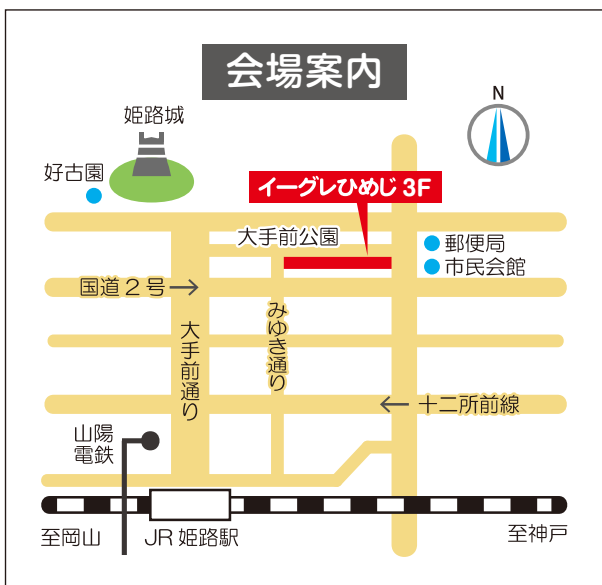 会場案内
N
姫路城
好古園
イーグレひめじ 3F
大手前公園
郵便局
市民会館
国道2号→
みゆき通り
大手前通り
←十二所前線
山陽
電鉄
至岡山
JR 姫路駅
至神戸